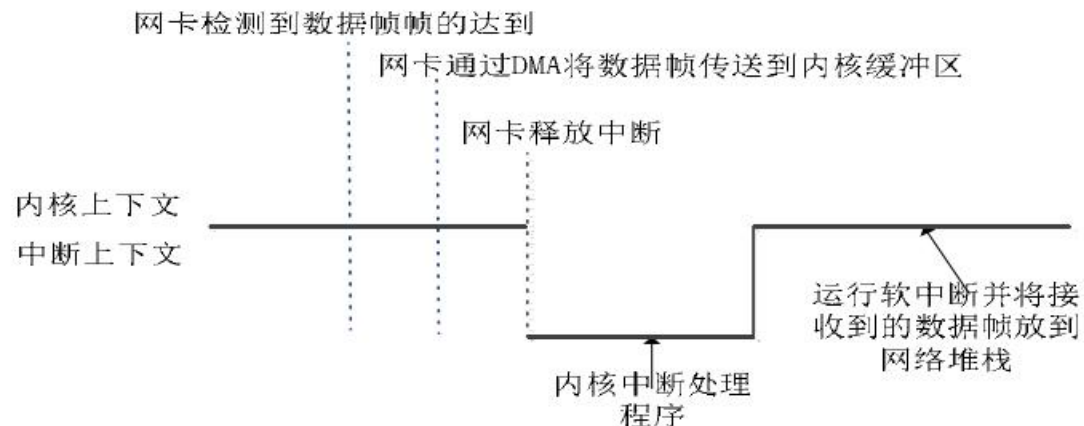 网卡检测到数据帧帧的达到
网卡通过DMA将数据帧传送到内核缓冲区
网卡释放中断
内核上下文
中断上下文
运行软中断并将接
收到的数据帧放到
网络堆栈
内核中断处理
程序